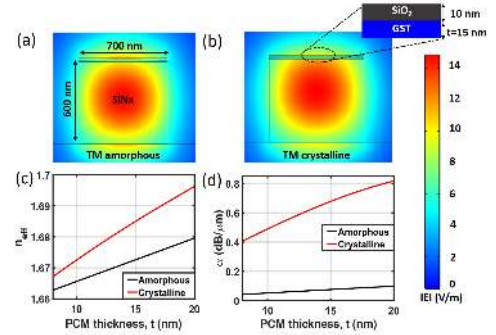 SiO₂
10 nm
GST
t=15 nm
(a)
700 nm
(b)
600 nm
SiNx
TM amorphous
TM crystalline
14
12
10
8
6
4
2
0
IEI (V/m)
(c)
1.7
1.69
1.68
1.67
1.66
n_eff
Amorphous
Crystalline
10
15
20
PCM thickness, t (nm)
(d)
0.8
0.6
0.4
0.2
0
α (dB/μm)
Amorphous
Crystalline
10
15
20
PCM thickness, t (nm)